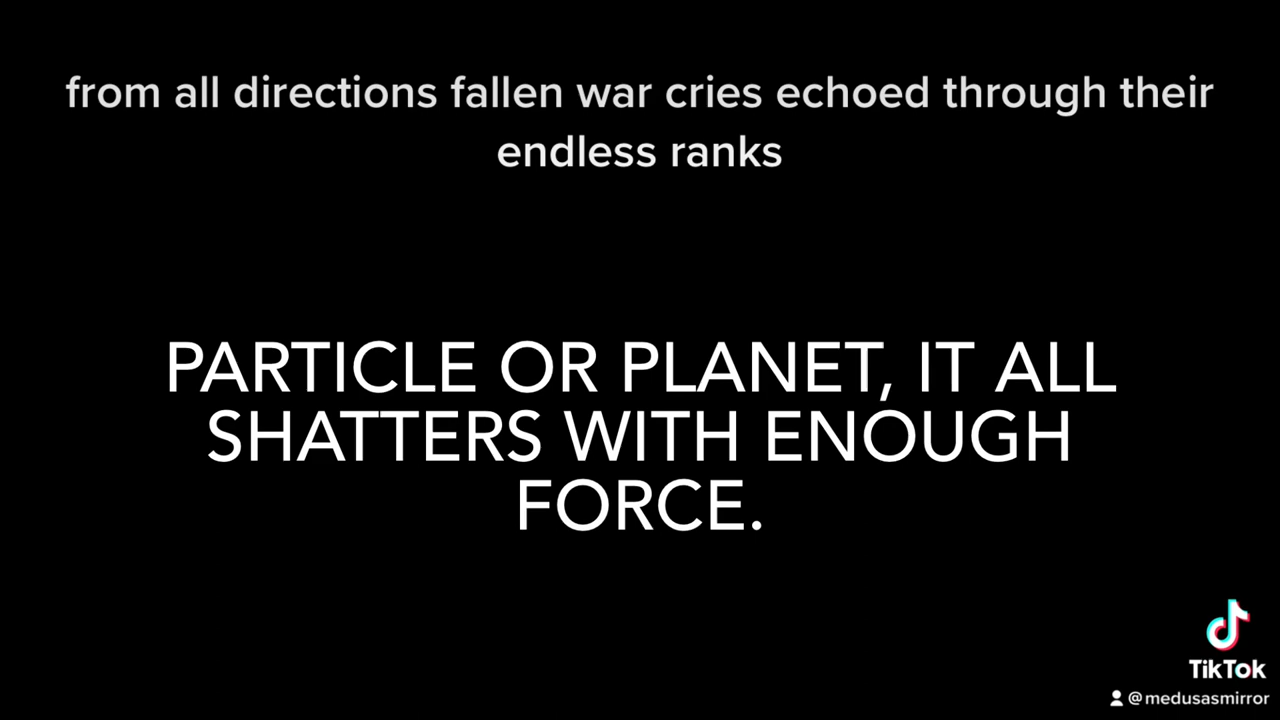 from all directions fallen war cries echoed through their
endless ranks
PARTICLE OR PLANET, IT ALL
SHATTERS WITH ENOUGH
FORCE.
TikTok
@medusasmirror